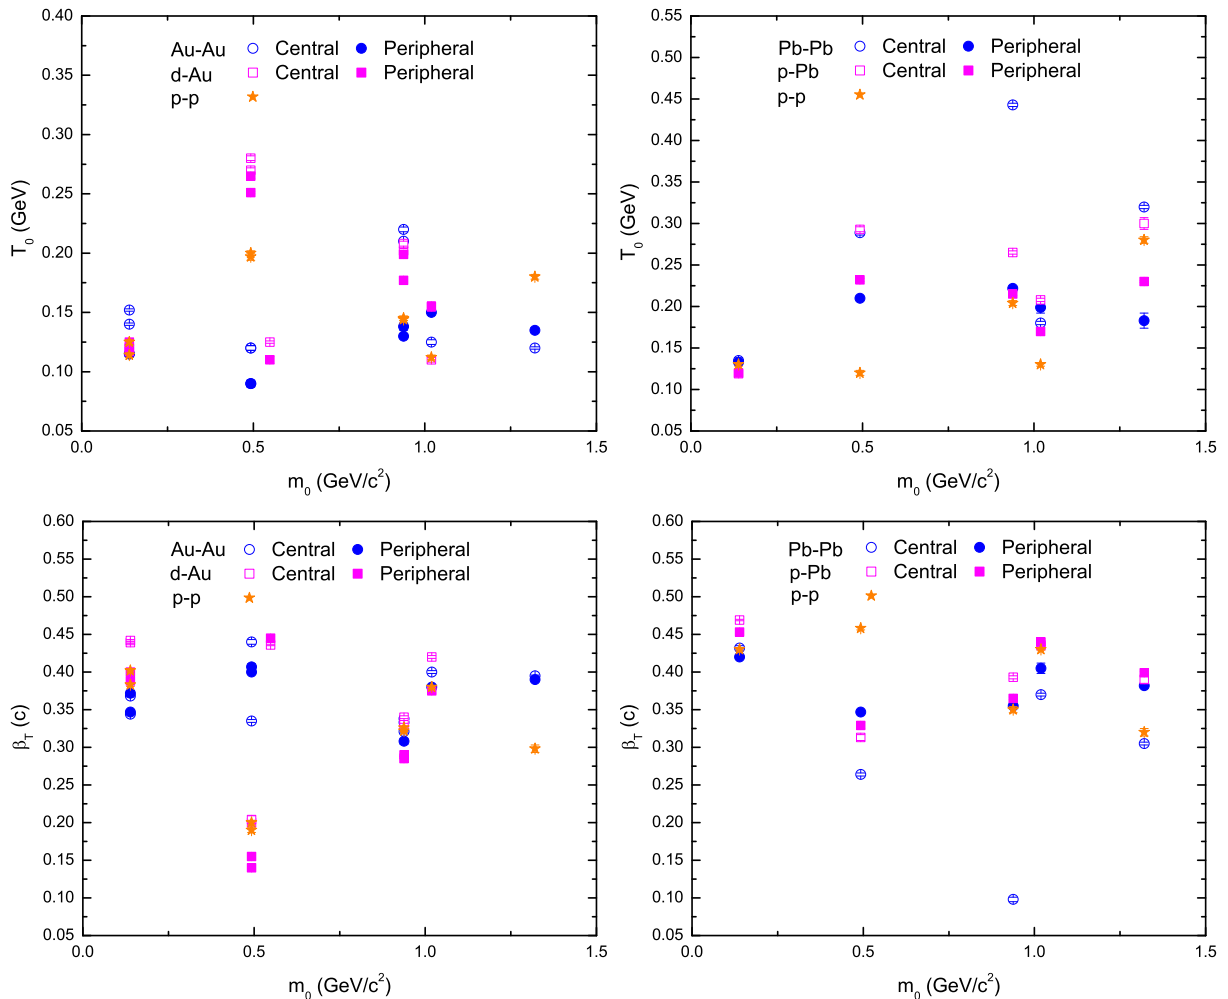 0.40
0.35
0.30
0.25
0.20
0.15
0.10
0.05
T0 (GeV)
Au-Au Central Peripheral
d-Au Central Peripheral
p-p
0.0 0.5 1.0 1.5
m0 (GeV/c2)
0.55
0.50
0.45
0.40
0.35
0.30
0.25
0.20
0.15
0.10
0.05
T0 (GeV)
Pb-Pb Central Peripheral
p-Pb Central Peripheral
p-p
0.0 0.5 1.0 1.5
m0 (GeV/c2)
0.60
0.55
0.50
0.45
0.40
0.35
0.30
0.25
0.20
0.15
0.10
0.05
βT (c)
Au-Au Central Peripheral
d-Au Central Peripheral
p-p
0.0 0.5 1.0 1.5
m0 (GeV/c2)
0.60
0.55
0.50
0.45
0.40
0.35
0.30
0.25
0.20
0.15
0.10
0.05
βT (c)
Pb-Pb Central Peripheral
p-Pb Central Peripheral
p-p
0.0 0.5 1.0 1.5
m0 (GeV/c2)